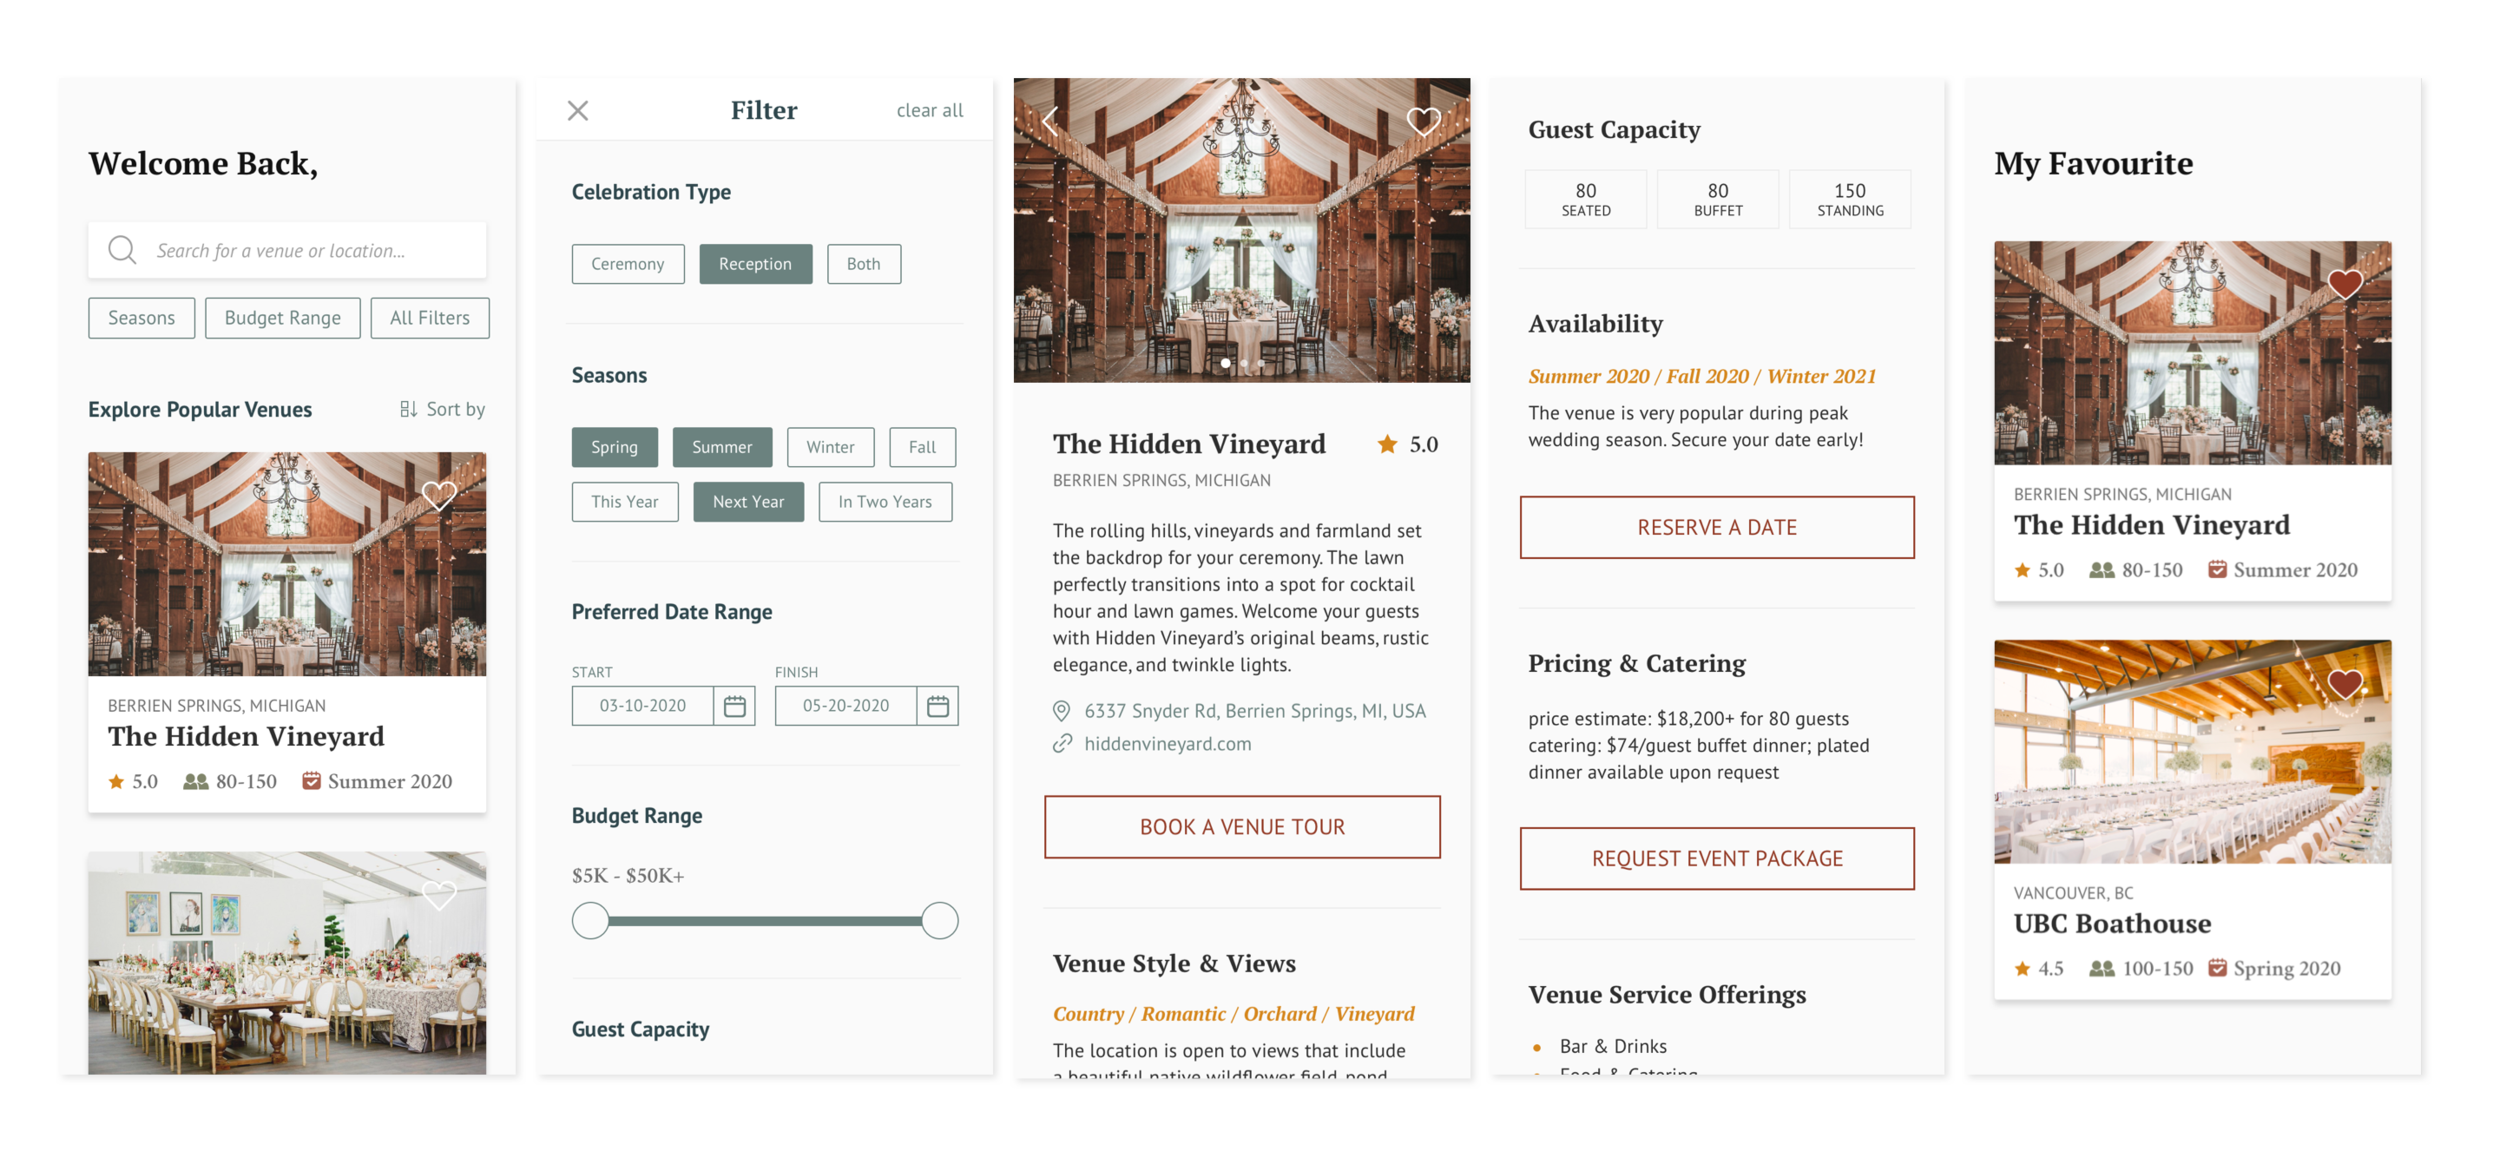 Welcome Back,
Search for a venue or location...
Seasons
Budget Range
All Filters
Explore Popular Venues
Sort by
BERRIEN SPRINGS, MICHIGAN
The Hidden Vineyard
5.0
80-150
Summer 2020
Filter
clear all
Celebration Type
Ceremony
Reception
Both
Seasons
Spring
Summer
Winter
Fall
This Year
Next Year
In Two Years
Preferred Date Range
START
FINISH
03-10-2020
05-20-2020
Budget Range
$5K - $50K+
Guest Capacity
The Hidden Vineyard
5.0
BERRIEN SPRINGS, MICHIGAN
The rolling hills, vineyards and farmland set
the backdrop for your ceremony. The lawn
perfectly transitions into a spot for cocktail
hour and lawn games. Welcome your guests
with Hidden Vineyard's original beams, rustic
elegance, and twinkle lights.
6337 Snyder Rd, Berrien Springs, MI, USA
hiddenvineyard.com
BOOK A VENUE TOUR
Venue Style & Views
Country / Romantic / Orchard / Vineyard
The location is open to views that include
a beautiful native wildflower field, pond,
Guest Capacity
80
SEATED
80
BUFFET
150
STANDING
Availability
Summer 2020 / Fall 2020 / Winter 2021
The venue is very popular during peak
wedding season. Secure your date early!
RESERVE A DATE
Pricing & Catering
price estimate: $18,200+ for 80 guests
catering: $74/guest buffet dinner; plated
dinner available upon request
REQUEST EVENT PACKAGE
Venue Service Offerings
Bar & Drinks
Food & Catering
My Favourite
BERRIEN SPRINGS, MICHIGAN
The Hidden Vineyard
5.0
80-150
Summer 2020
VANCOUVER, BC
UBC Boathouse
4.5
100-150
Spring 2020